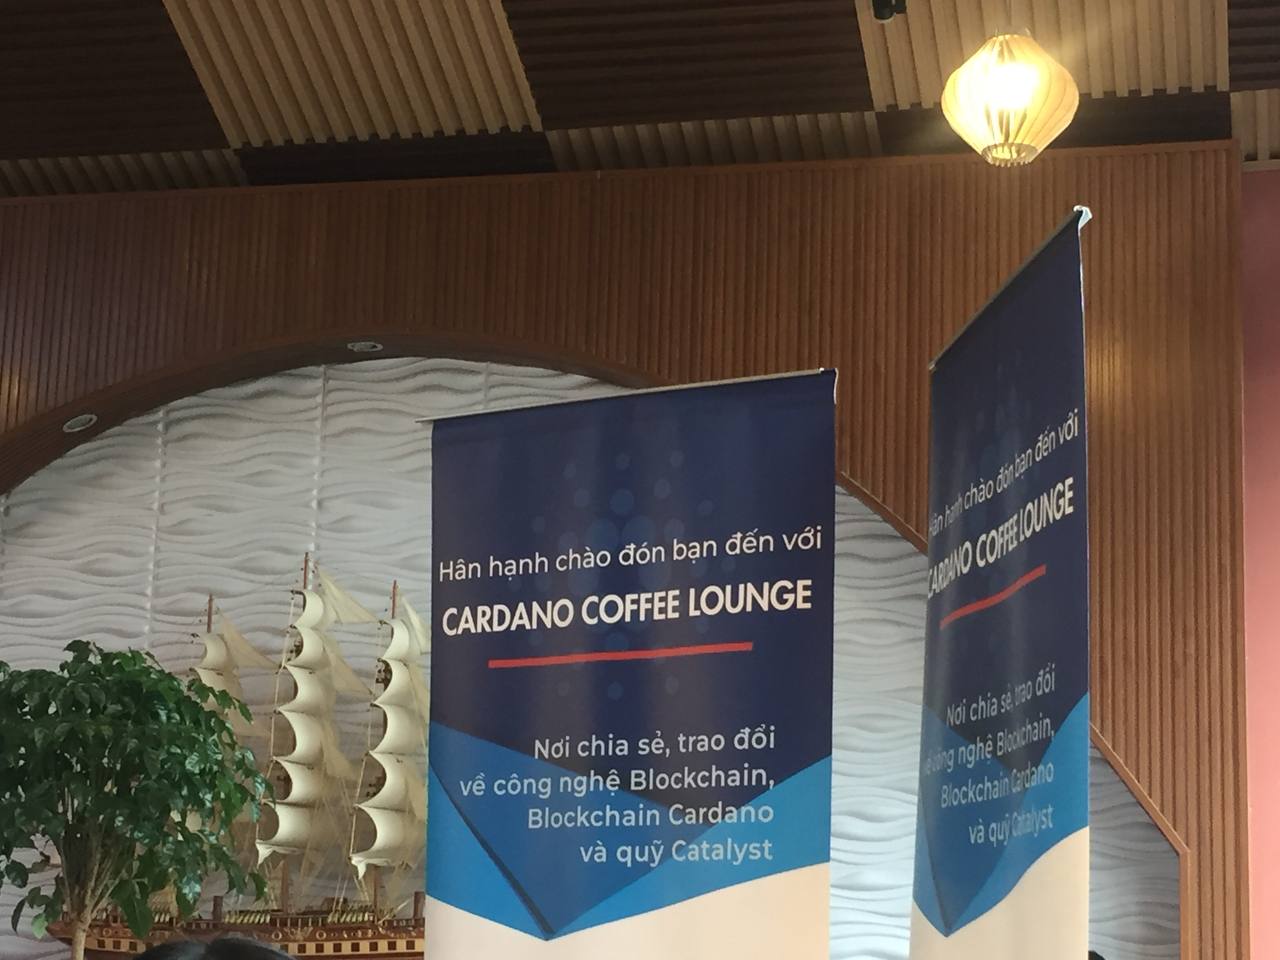 Hân hạnh chào đón bạn đến với
CARDANO COFFEE LOUNGE
Nơi chia sẻ, trao đổi
về công nghệ Blockchain,
Blockchain Cardano
và quỹ Catalyst
Hân hạnh chào đón bạn đến với
CARDANO COFFEE LOUNGE
Nơi chia sẻ, trao đổi
về công nghệ Blockchain,
Blockchain Cardano
và quỹ Catalyst